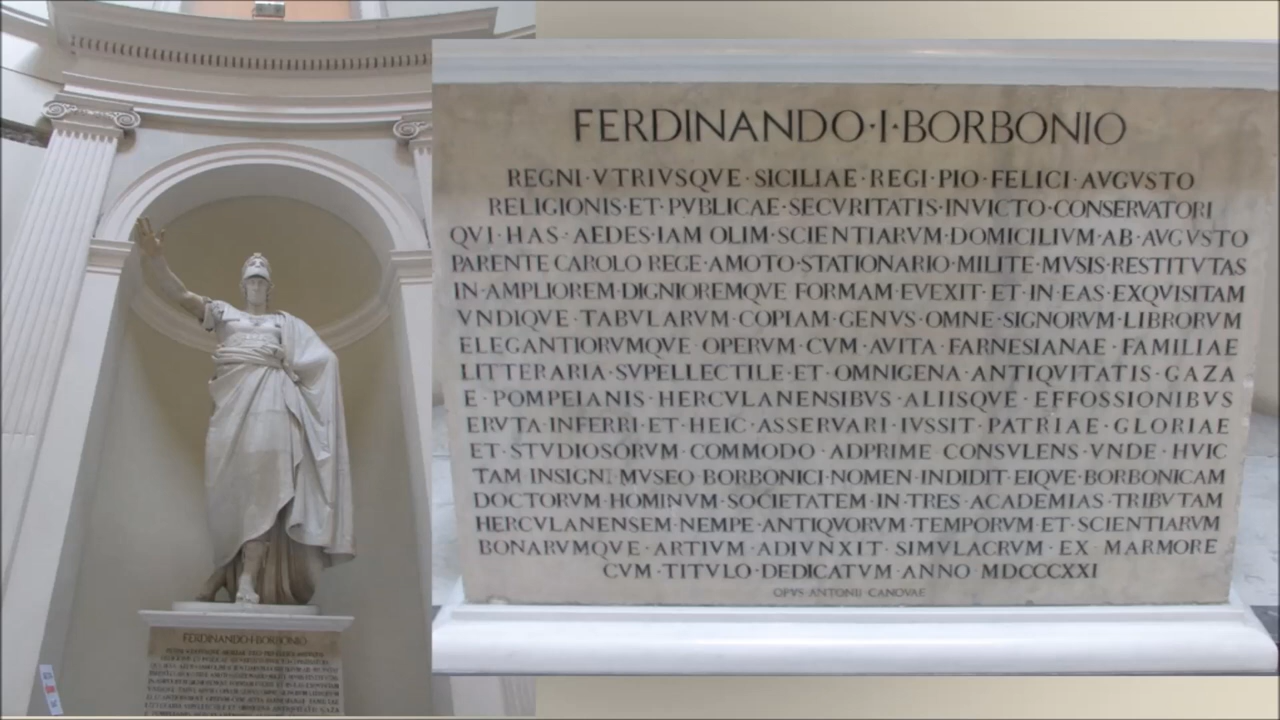 FERDINANDO·I·BORBONIO
REGNI·VTRIVSQVE·SICILIAE·REGI·PIO·FELICI·AVGVSTO
RELIGIONIS·ET·PVBLICAE·SECVRITATIS·INVICTO·CONSERVATORI
QVI·HAS·AEDES·IAM OLIM·SCIENTIARVM·DOMICILIVM·AB·AVGVSTO
PARENTE CAROLO REGE·AMOTO·STATIONARIO·MILITE·MVSIS·RESTITVTAS
IN·AMPLIOREM·DIGNIOREMQVE FORMAM·EVEXIT·ET·IN·EAS·EXQVISITAM
VNDIQVE·TABVLARVM·COPIAM·GENVS·OMNE·SIGNORVM·LIBRORVM
ELEGANTIORVMQVE OPERVM·CVM·AVITA·FARNESIANAE·FAMILIAE
LITTERARIA·SVPELLECTILE·ET·OMNIGENA·ANTIQVITATIS·GAZA
E·POMPEIANIS·HERCVLANENSIBVS·ALIISQVE·EFFOSSIONIBVS
ERVTA·INFERRI·ET·HEIC·ASSERVARI·IVSSIT·PATRIAE·GLORIAE
ET·STVDIOSORVM·COMMODO·ADPRIME·CONSVLENS·VNDE·HVIC
TAM INSIGNI·MVSEO·BORBONICI·NOMEN·INDIDIT·EIQVE·BORBONICAM
DOCTORVM·HOMINVM·SOCIETATEM·IN·TRES·ACADEMIAS·TRIBVTAM
HERCVLANENSEM·NEMPE·ANTIQVORVM·TEMPORVM·ET·SCIENTIARVM
BONARVMQVE·ARTIVM·ADIVNXIT·SIMVLACRVM·EX MARMORE
CVM·TITVLO·DEDICATVM·ANNO MDCCCXXI
OPVS·ANTONII·CANOVAE
FERDINANDO·I·BORBONIO